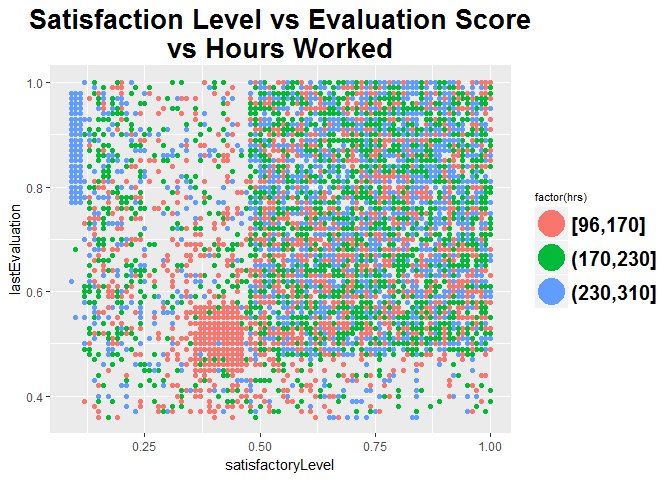 Satisfaction Level vs Evaluation Score
vs Hours Worked
1.0
0.8
0.6
0.4
lastEvaluation
0.25
0.50
0.75
1.00
satisfactoryLevel
factor(hrs)
[96,170]
(170,230]
(230,310]